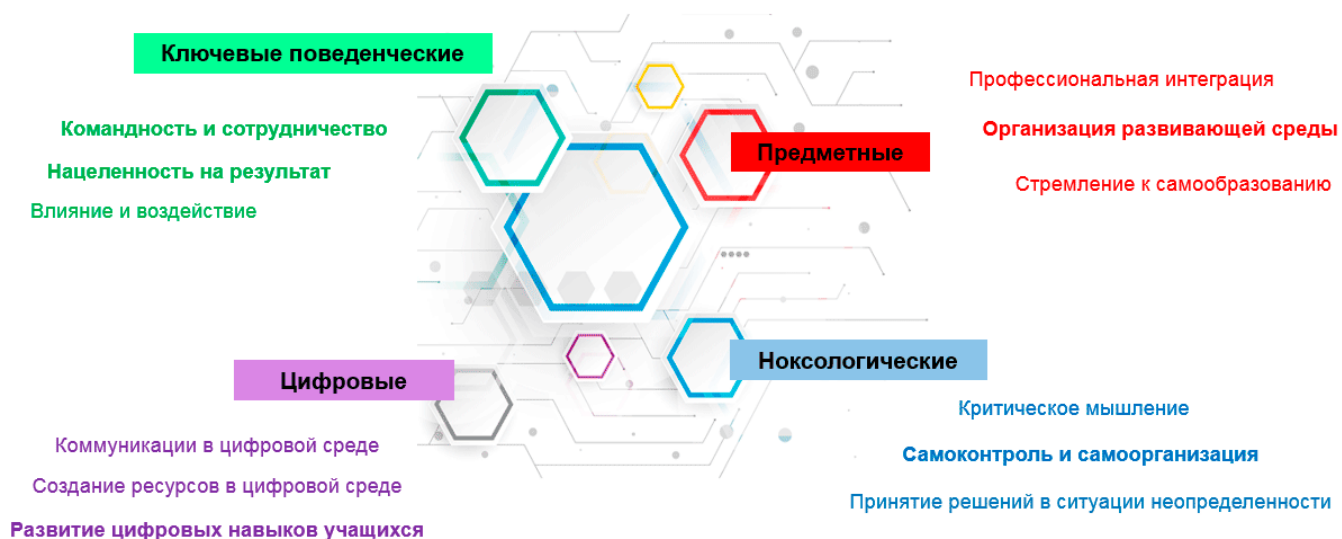 Ключевые поведенческие
Командность и сотрудничество
Нацеленность на результат
Влияние и воздействие
Предметные
Профессиональная интеграция
Организация развивающей среды
Стремление к самообразованию
Цифровые
Коммуникации в цифровой среде
Создание ресурсов в цифровой среде
Развитие цифровых навыков учащихся
Ноксологические
Критическое мышление
Самоконтроль и самоорганизация
Принятие решений в ситуации неопределенности